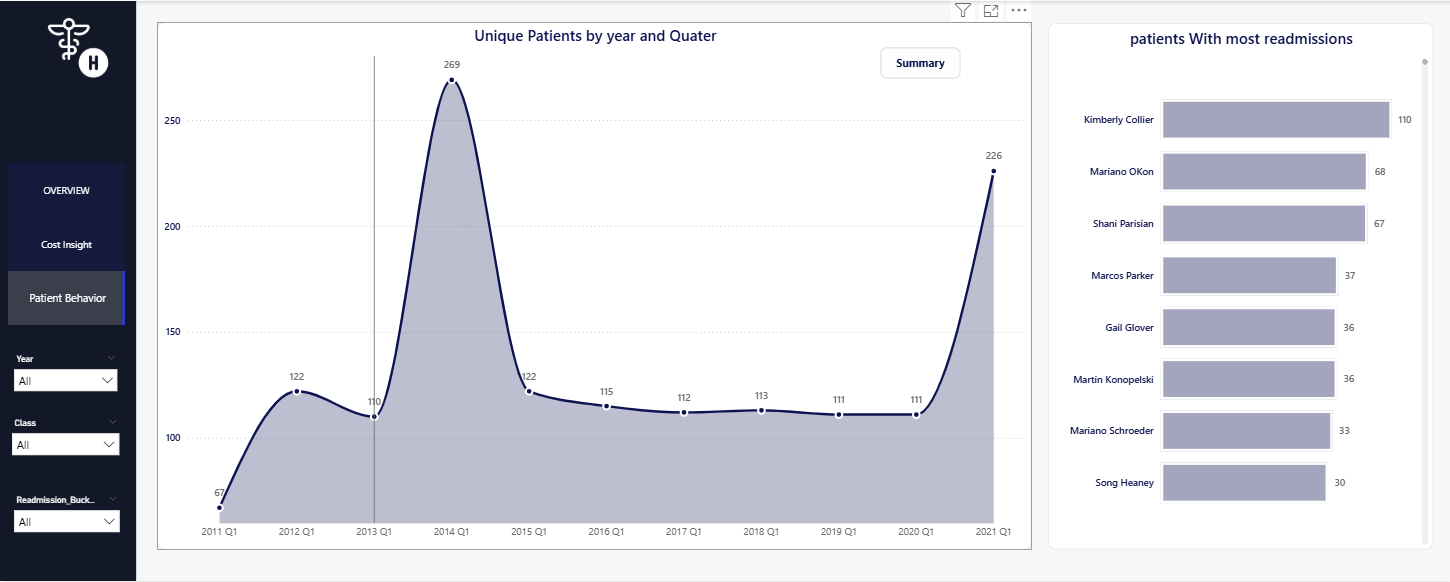 H
OVERVIEW
Cost Insight
Patient Behavior
Year
All
Class
All
Readmission_Buck...
All
Unique Patients by year and Quater
Summary
250
200
150
100
67
122
110
269
122
115
112
113
111
111
226
2011 Q1
2012 Q1
2013 Q1
2014 Q1
2015 Q1
2016 Q1
2017 Q1
2018 Q1
2019 Q1
2020 Q1
2021 Q1
patients With most readmissions
Kimberly Collier 110
Mariano OKon 68
Shani Parisian 67
Marcos Parker 37
Gail Glover 36
Martin Konopelski 36
Mariano Schroeder 33
Song Heaney 30